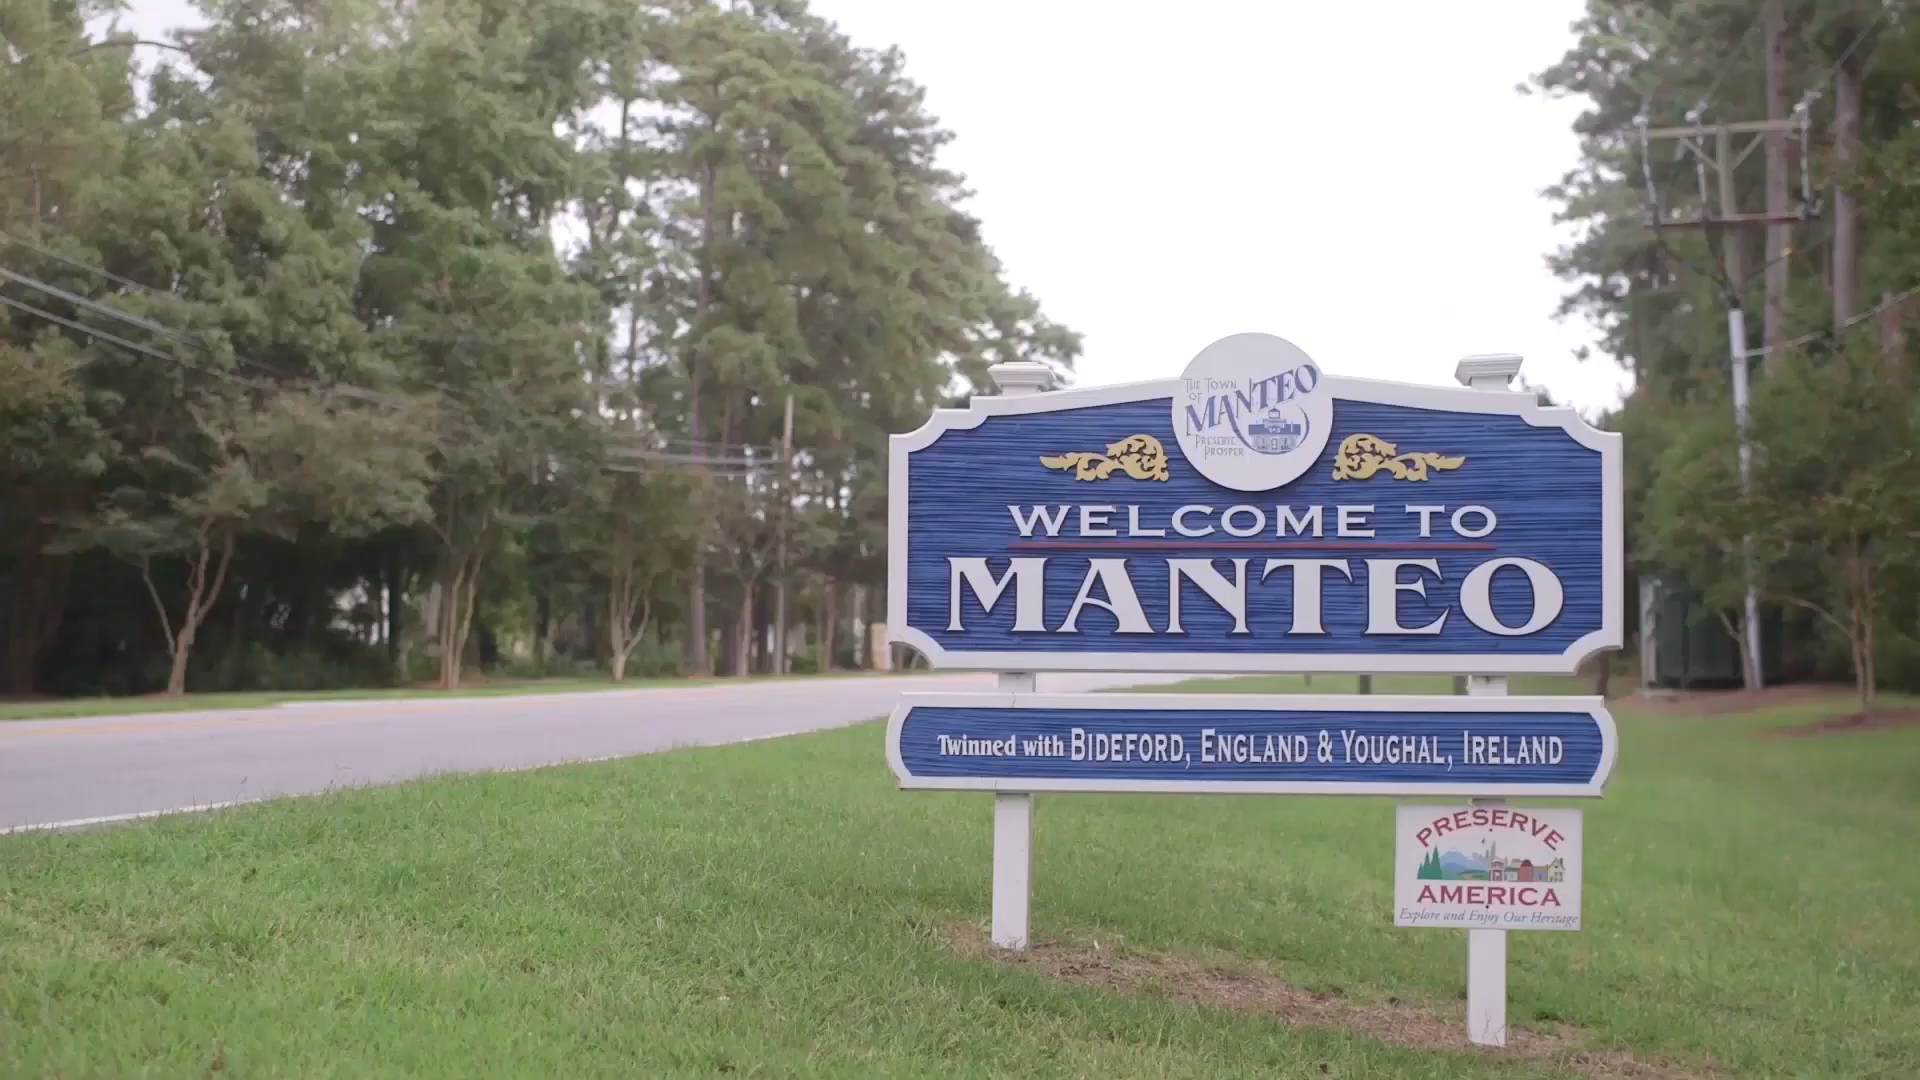 THE TOWN
OF
MANTEO
PRESERVE
PROSPER
WELCOME TO
MANTEO
Twinned with BIDEFORD, ENGLAND & YOUGHAL, IRELAND
PRESERVE
AMERICA
Explore and Enjoy Our Heritage